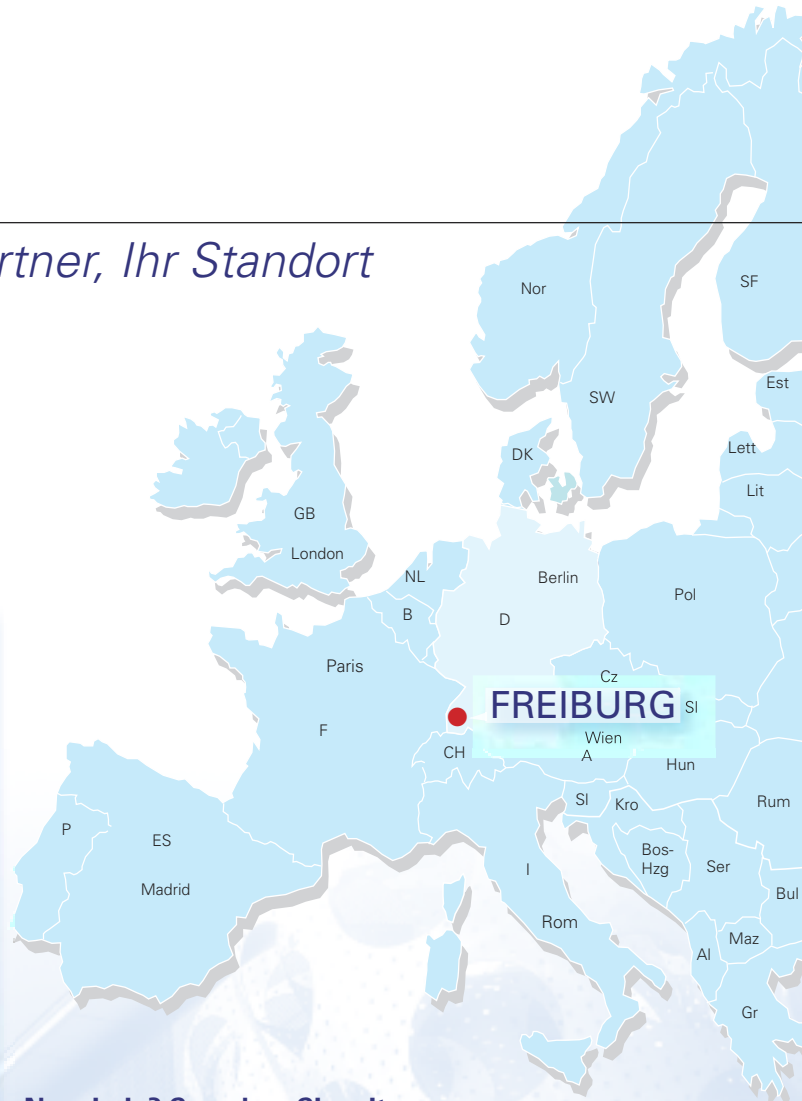 rtner, Ihr Standort
Nor
SF
SW
Est
DK
Lett
Lit
GB
London
NL
Berlin
Pol
B
D
Paris
Cz
FREIBURG
Sl
F
Wien
CH
A
Hun
Sl
Kro
Rum
P
ES
Bos-
Hzg
Ser
I
Madrid
Bul
Rom
Maz
Al
Gr